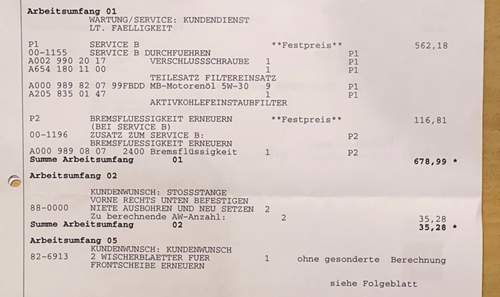 Arbeitsumfang 01
WARTUNG/SERVICE: KUNDENDIENST
LT. FAELLIGKEIT
P1 SERVICE B **Festpreis** 562,18
00-1155 SERVICE B DURCHFUEHREN P1
A002 990 20 17 VERSCHLUSSSCHRAUBE 1 P1
A654 180 11 00 1 P1
TEILESATZ FILTEREINSATZ
A000 989 82 07 99FBDD MB-Motorenöl 5W-30 9 P1
A205 835 01 47 1 P1
AKTIVKOHLEFEINSTAUBFILTER
P2 BREMSFLUESSIGKEIT ERNEUERN **Festpreis** 116,81
(BEI SERVICE B)
00-1196 ZUSATZ ZUM SERVICE B: P2
BREMSFLUESSIGKEIT ERNEUERN
A000 989 08 07 2400 Bremsflüssigkeit 1 P2
Summe Arbeitsumfang 01 678,99 *
Arbeitsumfang 02
KUNDENWUNSCH: STOSSSTANGE
VORNE RECHTS UNTEN BEFESTIGEN
88-0000 NIETE AUSBOHREN UND NEU SETZEN 2
Zu berechnende AW-Anzahl: 2 35,28
Summe Arbeitsumfang 02 35,28 *
Arbeitsumfang 05
KUNDENWUNSCH: KUNDENWUNSCH
82-6913 2 WISCHERBLAETTER FUER 1 ohne gesonderte Berechnung
FRONTSCHEIBE ERNEUERN
siehe Folgeblatt